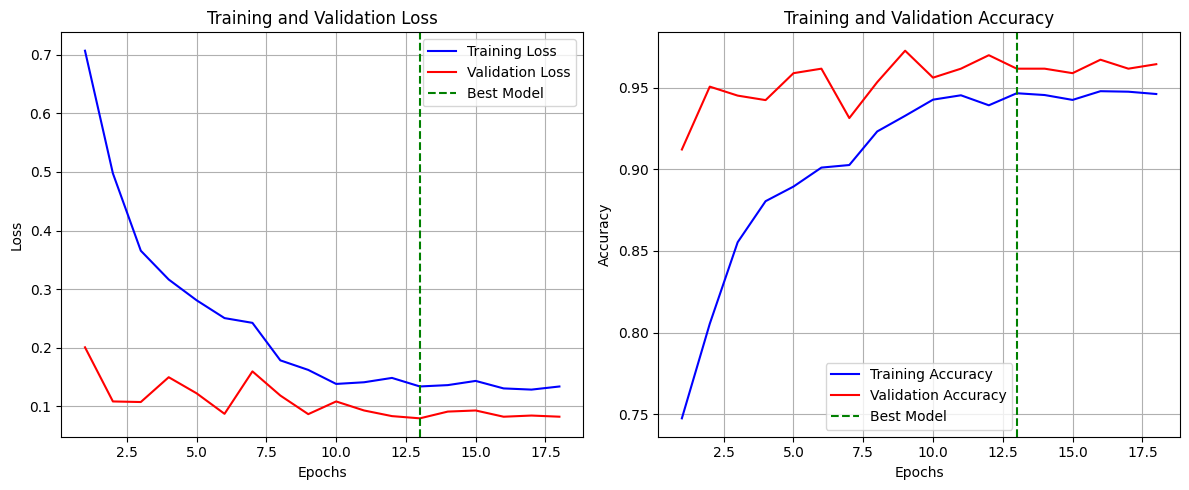 Training and Validation Loss
Training Loss
Validation Loss
Best Model
0.7
0.6
0.5
0.4
0.3
0.2
0.1
Loss
2.5 5.0 7.5 10.0 12.5 15.0 17.5
Epochs
Training and Validation Accuracy
0.95
0.90
0.85
0.80
0.75
Accuracy
Training Accuracy
Validation Accuracy
Best Model
2.5 5.0 7.5 10.0 12.5 15.0 17.5
Epochs